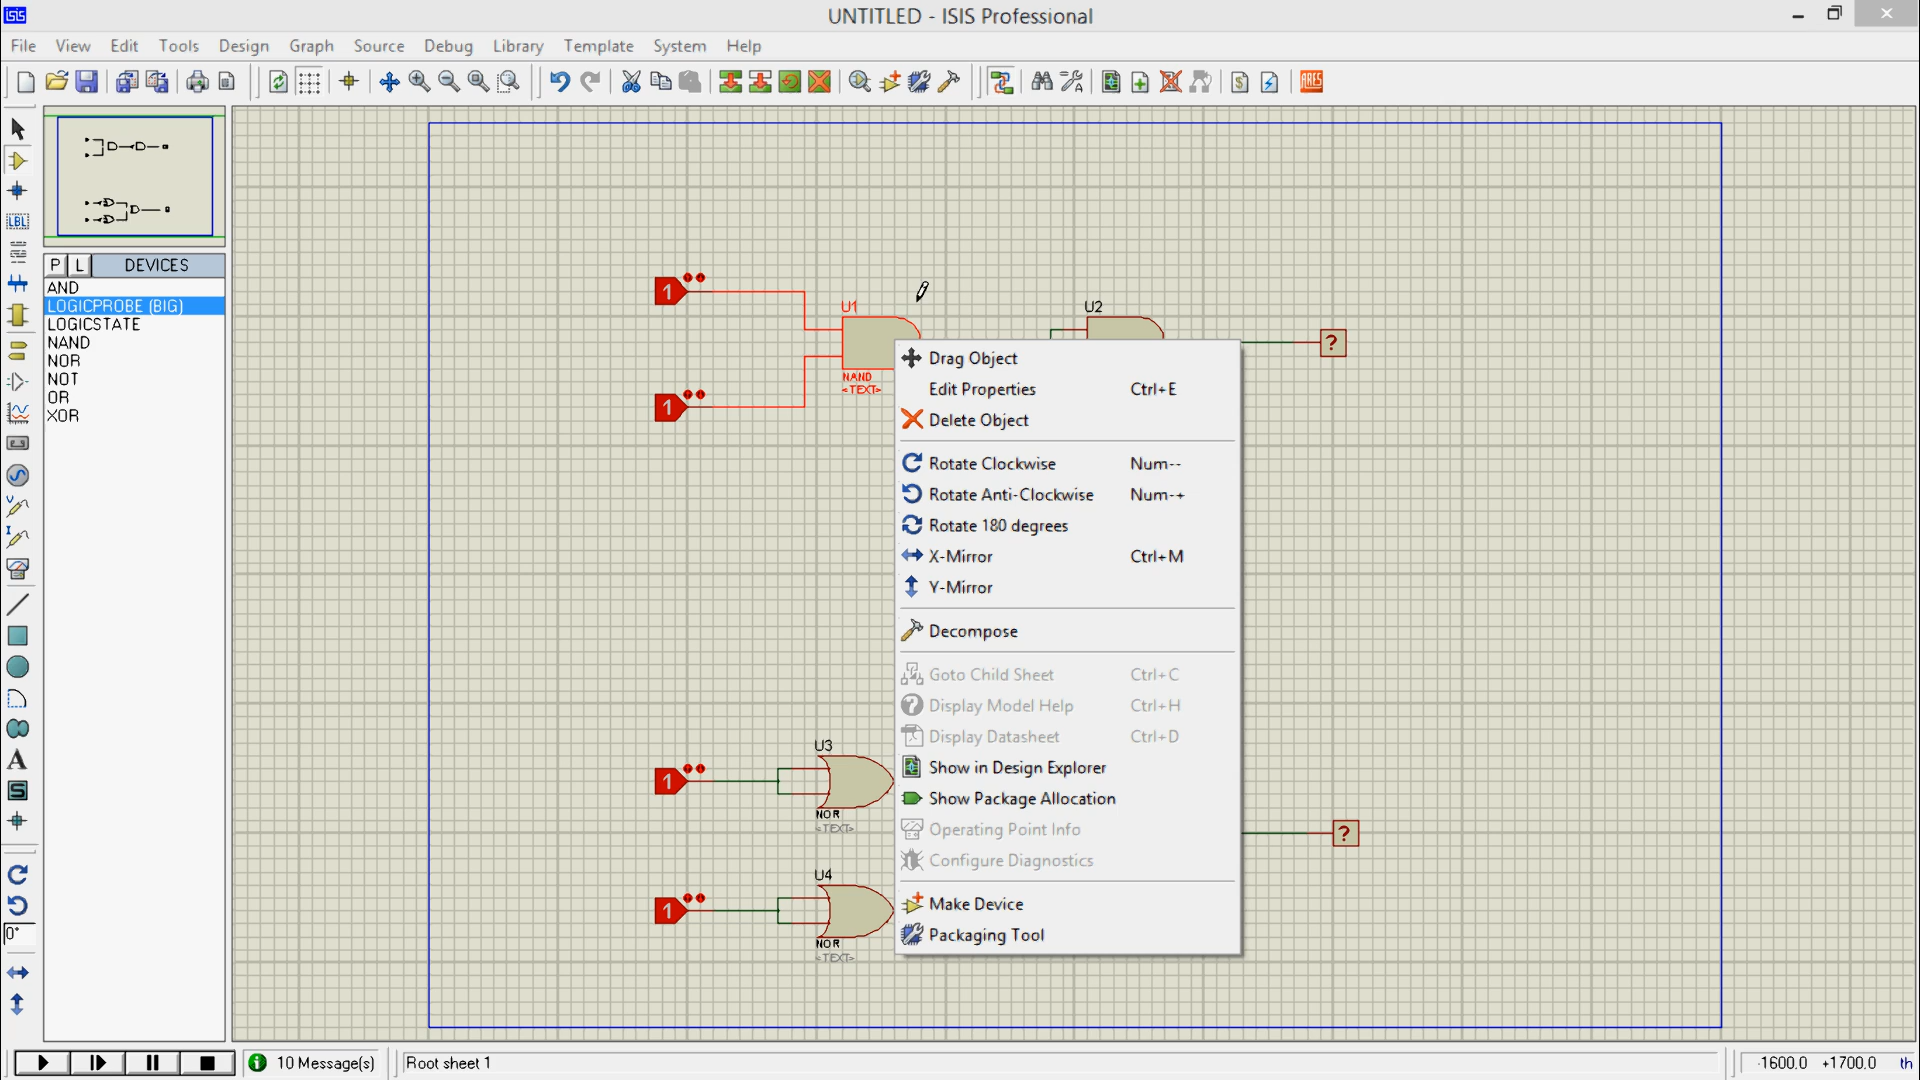 isis
UNTITLED - ISIS Professional
File View Edit Tools Design Graph Source Debug Library Template System Help
ARES
LBL
P L DEVICES
AND
LOGICPROBE (BIG)
LOGICSTATE
NAND
NOR
NOT
OR
XOR
V
I
A
S
0°
1
1
U1
NAND
<TEXT>
U2
?
Drag Object
Edit Properties Ctrl+E
Delete Object
Rotate Clockwise Num--
Rotate Anti-Clockwise Num-+
Rotate 180 degrees
X-Mirror Ctrl+M
Y-Mirror
Decompose
Goto Child Sheet Ctrl+C
Display Model Help Ctrl+H
Display Datasheet Ctrl+D
Show in Design Explorer
Show Package Allocation
Operating Point Info
Configure Diagnostics
Make Device
Packaging Tool
U3
1
NOR
<TEXT>
?
U4
1
NOR
<TEXT>
10 Message(s) Root sheet 1 -1600.0 +1700.0 th